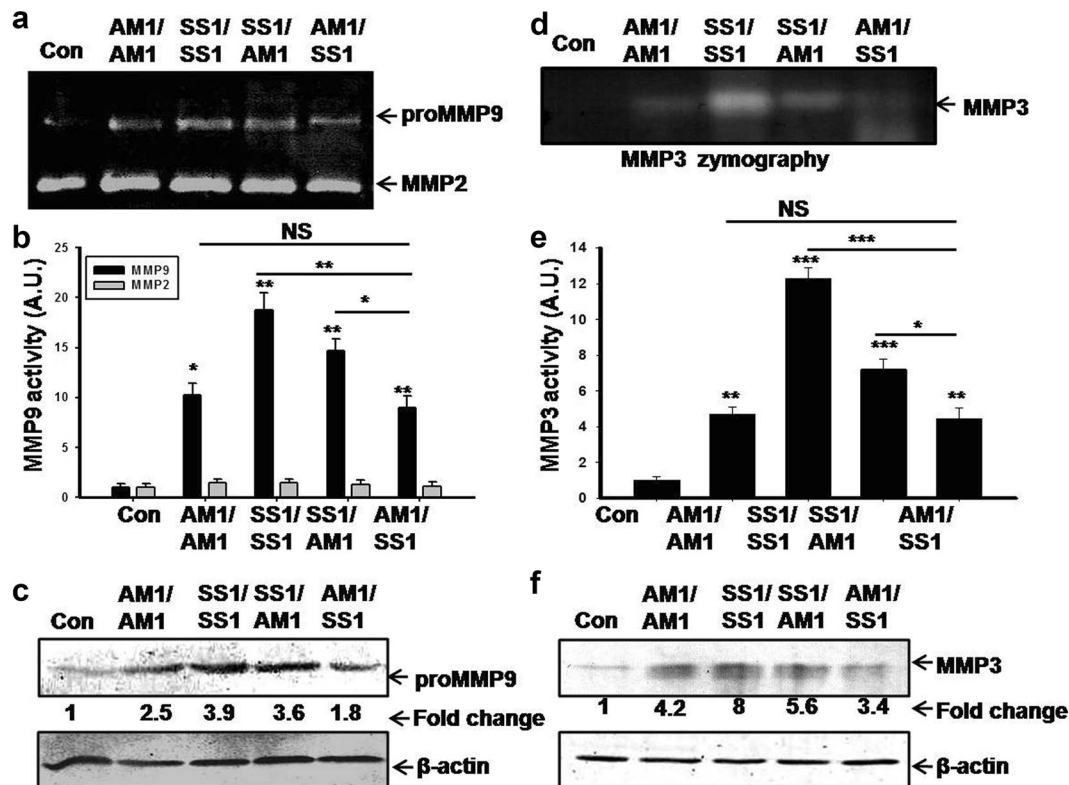 a
Con AM1/AM1 SS1/SS1 SS1/AM1 AM1/SS1
proMMP9
MMP2
b
NS
**
*
MMP9 activity (A.U.)
25
20
15
10
5
0
MMP9
MMP2
* ** ** **
Con AM1/AM1 SS1/SS1 SS1/AM1 AM1/SS1
c
Con AM1/AM1 SS1/SS1 SS1/AM1 AM1/SS1
proMMP9
1 2.5 3.9 3.6 1.8 Fold change
β-actin
d
Con AM1/AM1 SS1/SS1 SS1/AM1 AM1/SS1
MMP3
MMP3 zymography
e
NS
***
*
MMP3 activity (A.U.)
14
12
10
8
6
4
2
0
** *** *** **
Con AM1/AM1 SS1/SS1 SS1/AM1 AM1/SS1
f
Con AM1/AM1 SS1/SS1 SS1/AM1 AM1/SS1
MMP3
1 4.2 8 5.6 3.4 Fold change
β-actin